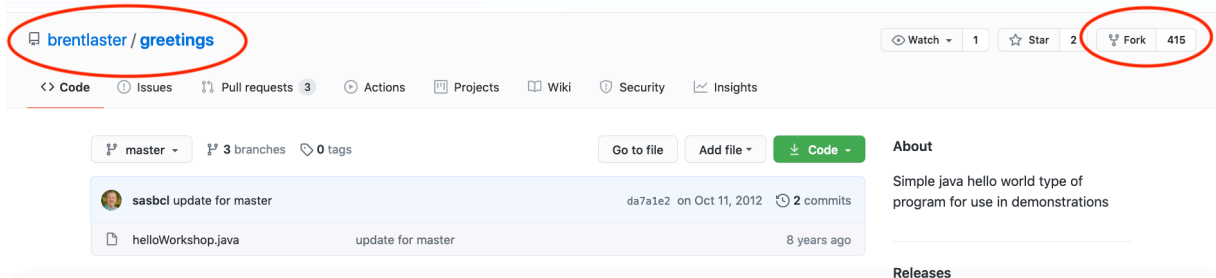 brentlaster / greetings
Watch 1 Star 2 Fork 415
Code Issues Pull requests 3 Actions Projects Wiki Security Insights
master 3 branches 0 tags Go to file Add file Code
About
Simple java hello world type of
program for use in demonstrations
sasbcl update for master da7a1e2 on Oct 11, 2012 2 commits
helloWorkshop.java update for master 8 years ago
Releases